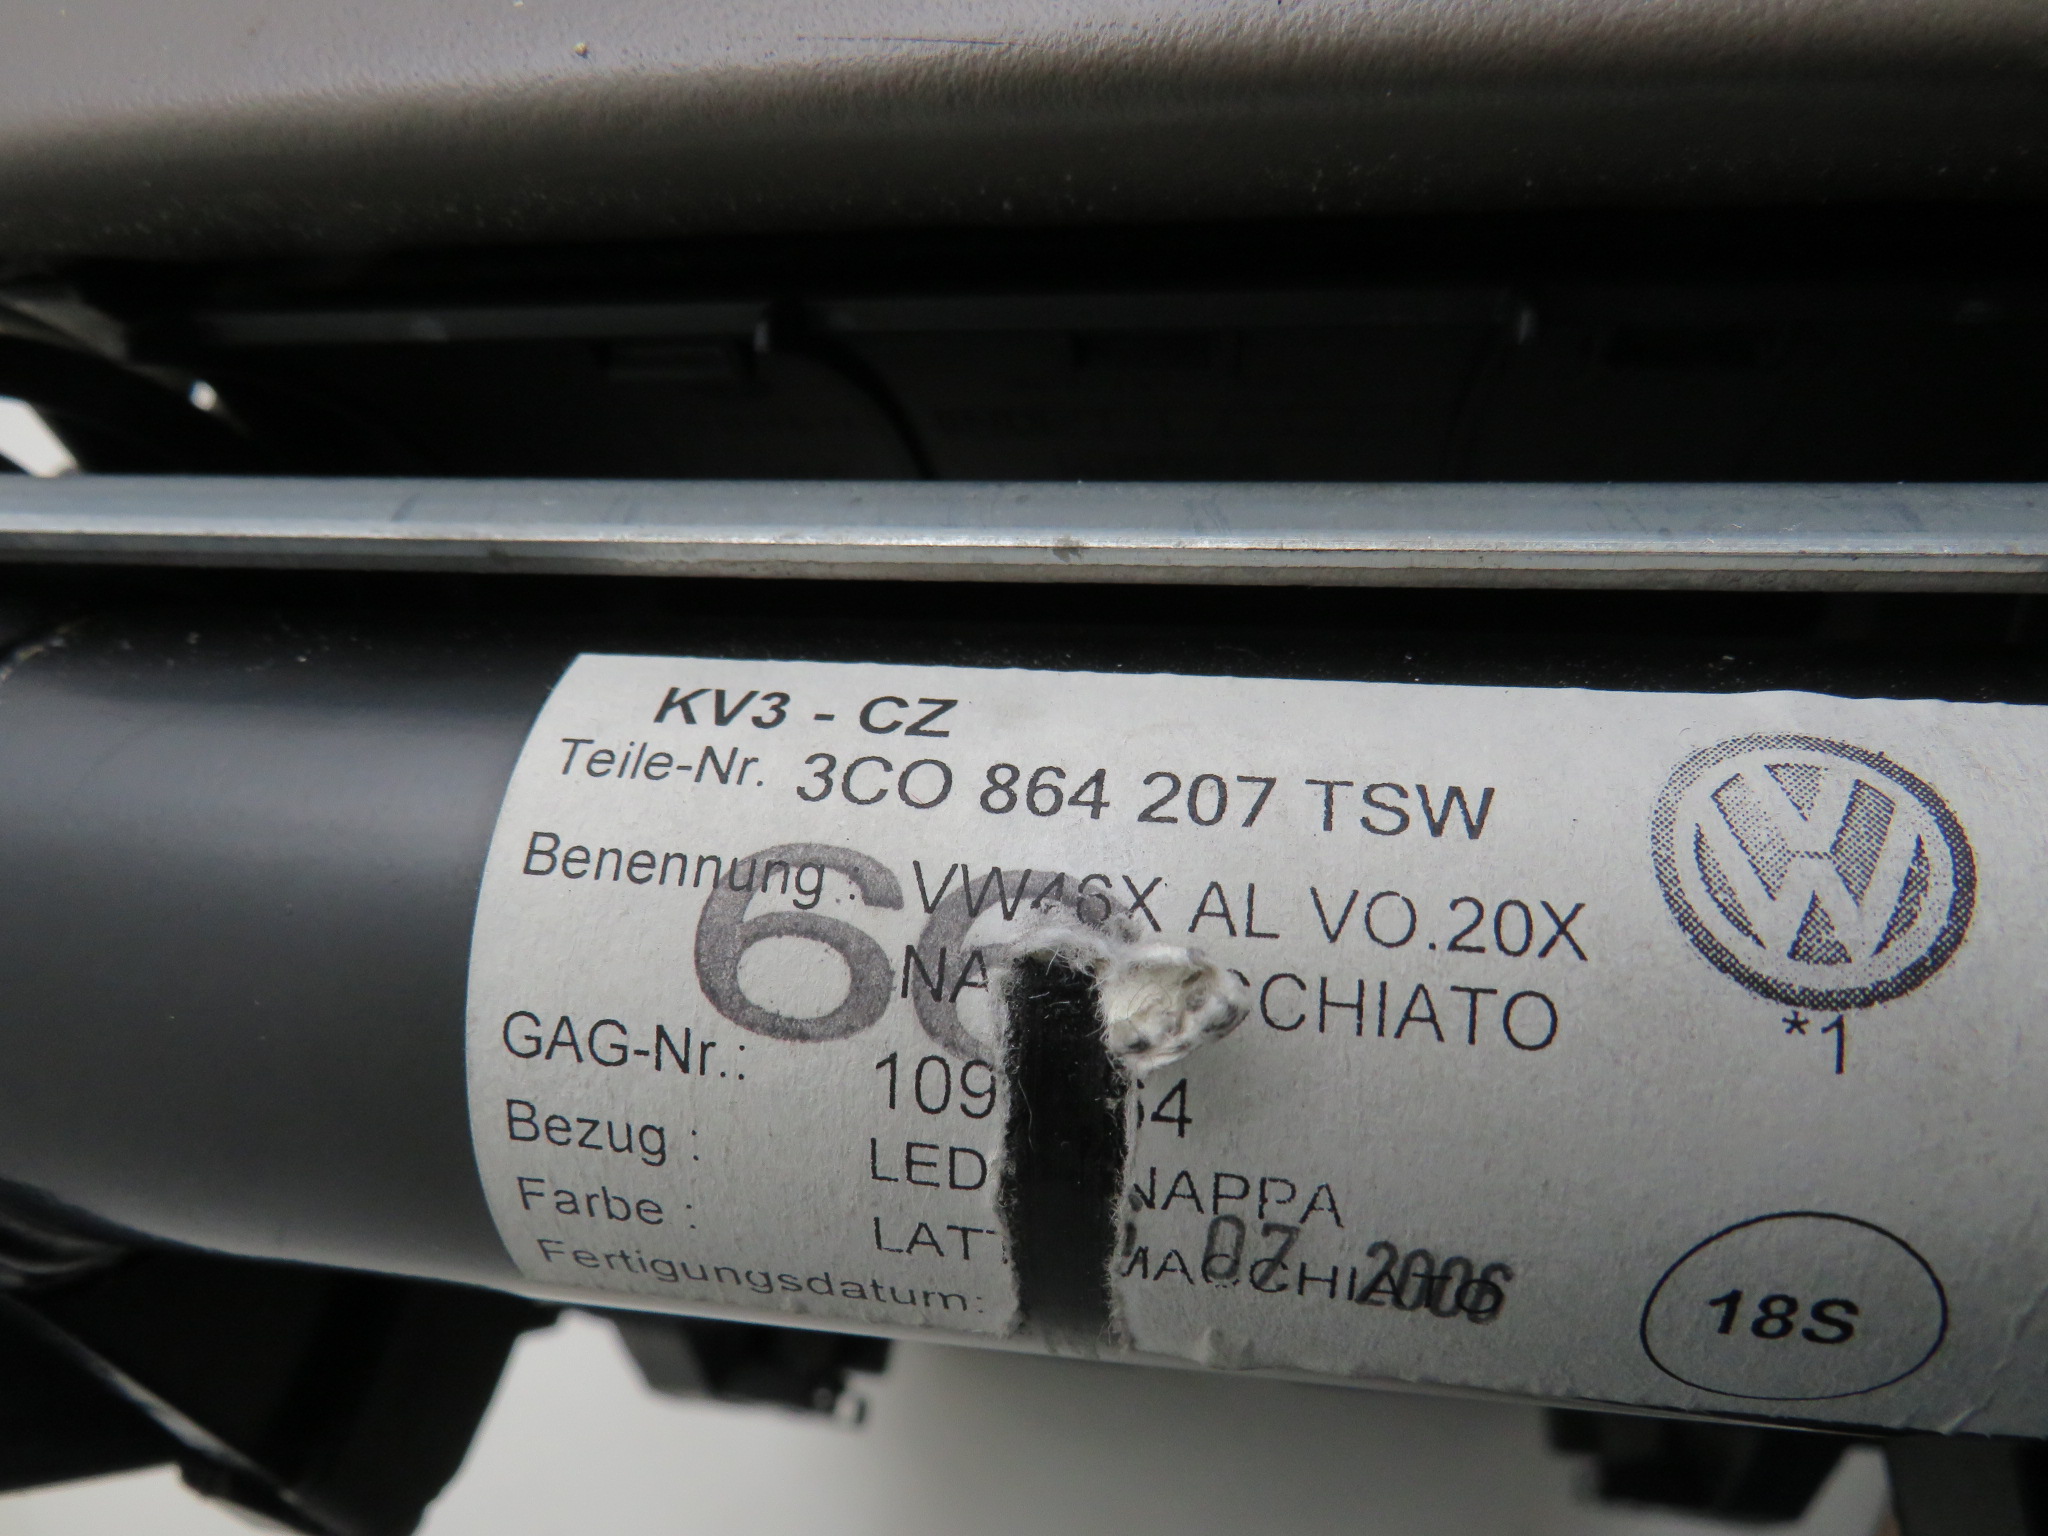 KV3 - CZ
Teile-Nr. 3CO 864 207 TSW
Benennung : VW46X AL VO.20X
66
GAG-Nr.:
Bezug : NAPPA
Farbe :
Fertigungsdatum: 07 2006
*1
18S